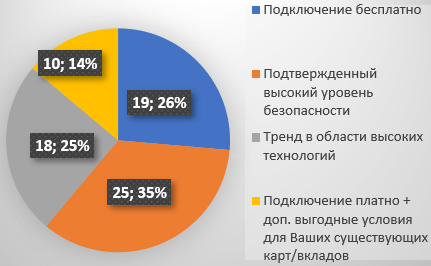 Подключение бесплатно
10; 14%
19; 26%
Подтвержденный
высокий уровень
безопасности
18; 25%
Тренд в области высоких
технологий
25; 35%
Подключение платно +
доп. выгодные условия
для Ваших существующих
карт/вкладов